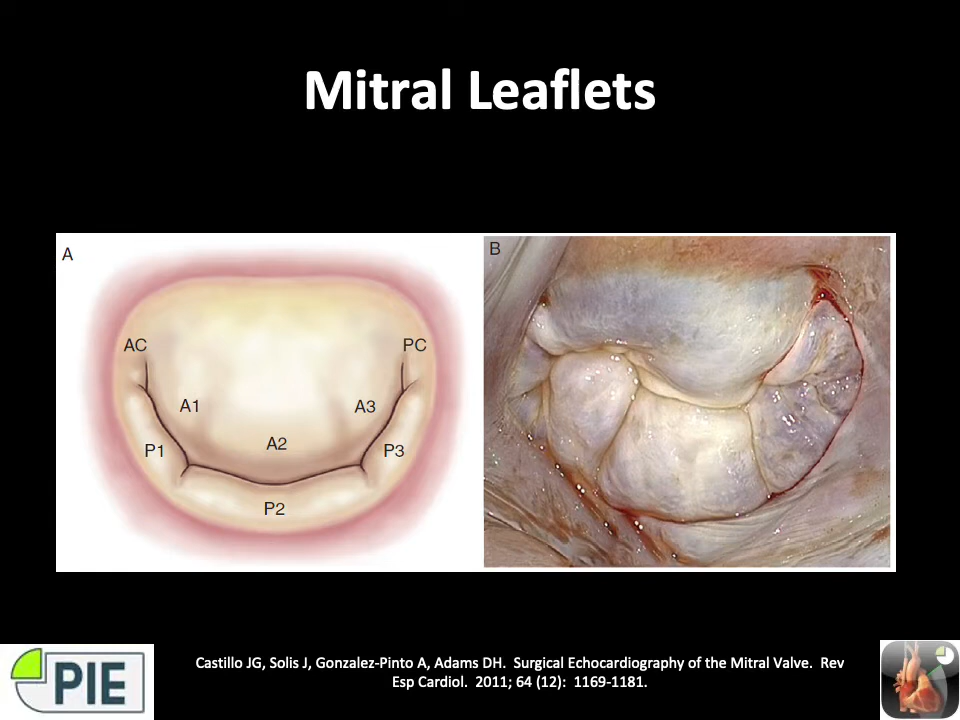 Mitral Leaflets
A
B
AC
PC
A1
A3
A2
P1
P3
P2
Castillo JG, Solis J, Gonzalez-Pinto A, Adams DH.  Surgical Echocardiography of the Mitral Valve.  Rev
Esp Cardiol.  2011; 64 (12):  1169-1181.
PIE